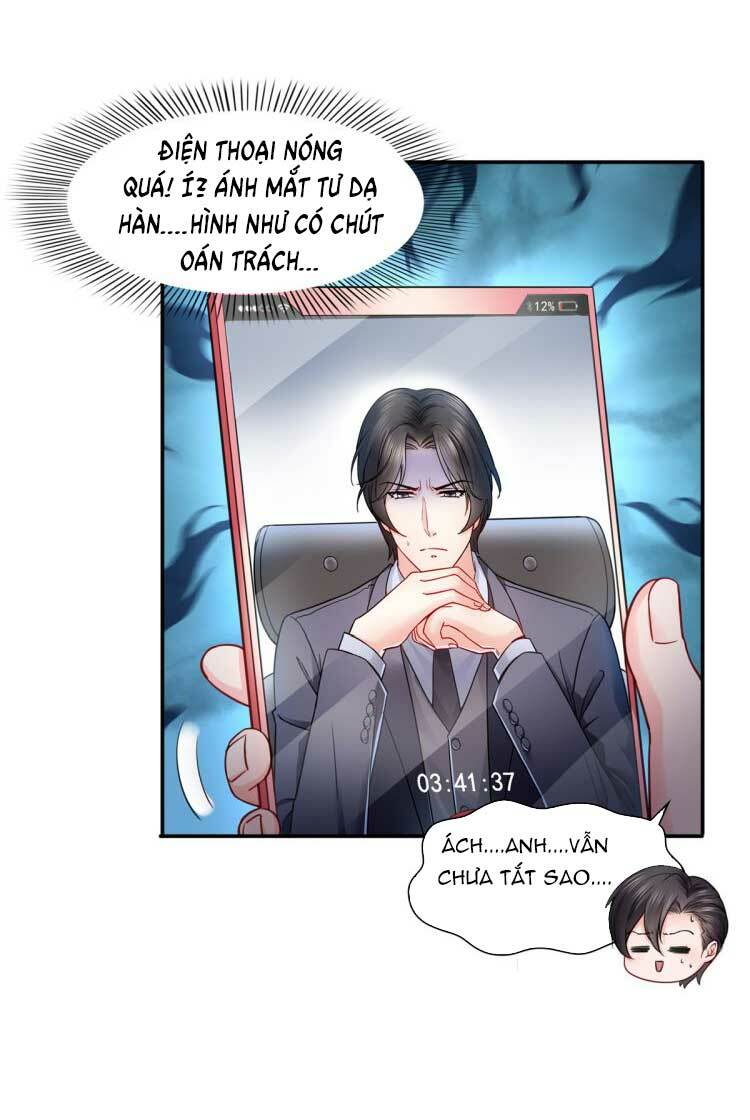 ĐIỆN THOẠI NÓNG
QUÁ! Í? ÁNH MẮT TƯ DẠ
HÀN....HÌNH NHƯ CÓ CHÚT
OÁN TRÁCH...
12%
03:41:37
ÁCH....ANH....VẪN
CHƯA TẮT SAO....